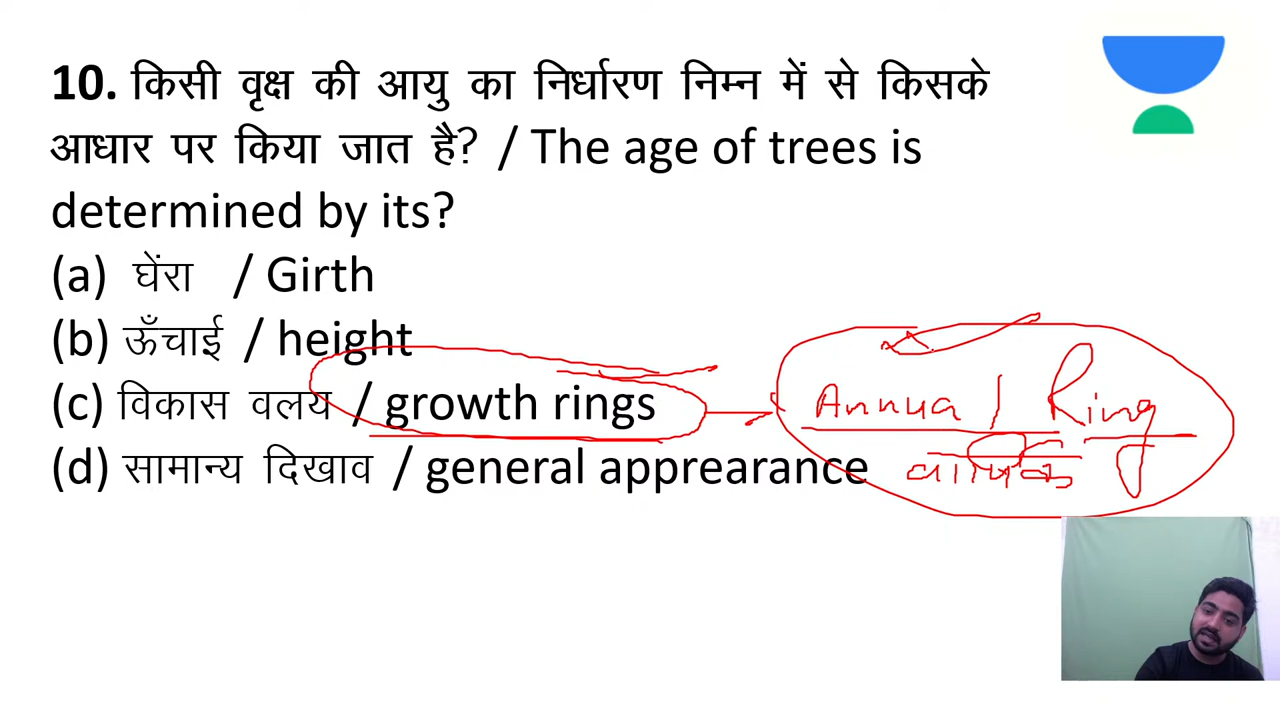 10. किसी वृक्ष की आयु का निर्धारण निम्न में से किसके
आधार पर किया जात है? / The age of trees is
determined by its?
(a) घेंरा / Girth
(b) ऊँचाई / height
(c) विकास वलय / growth rings
Annual Ring
(d) सामान्य दिखाव / general apprearance